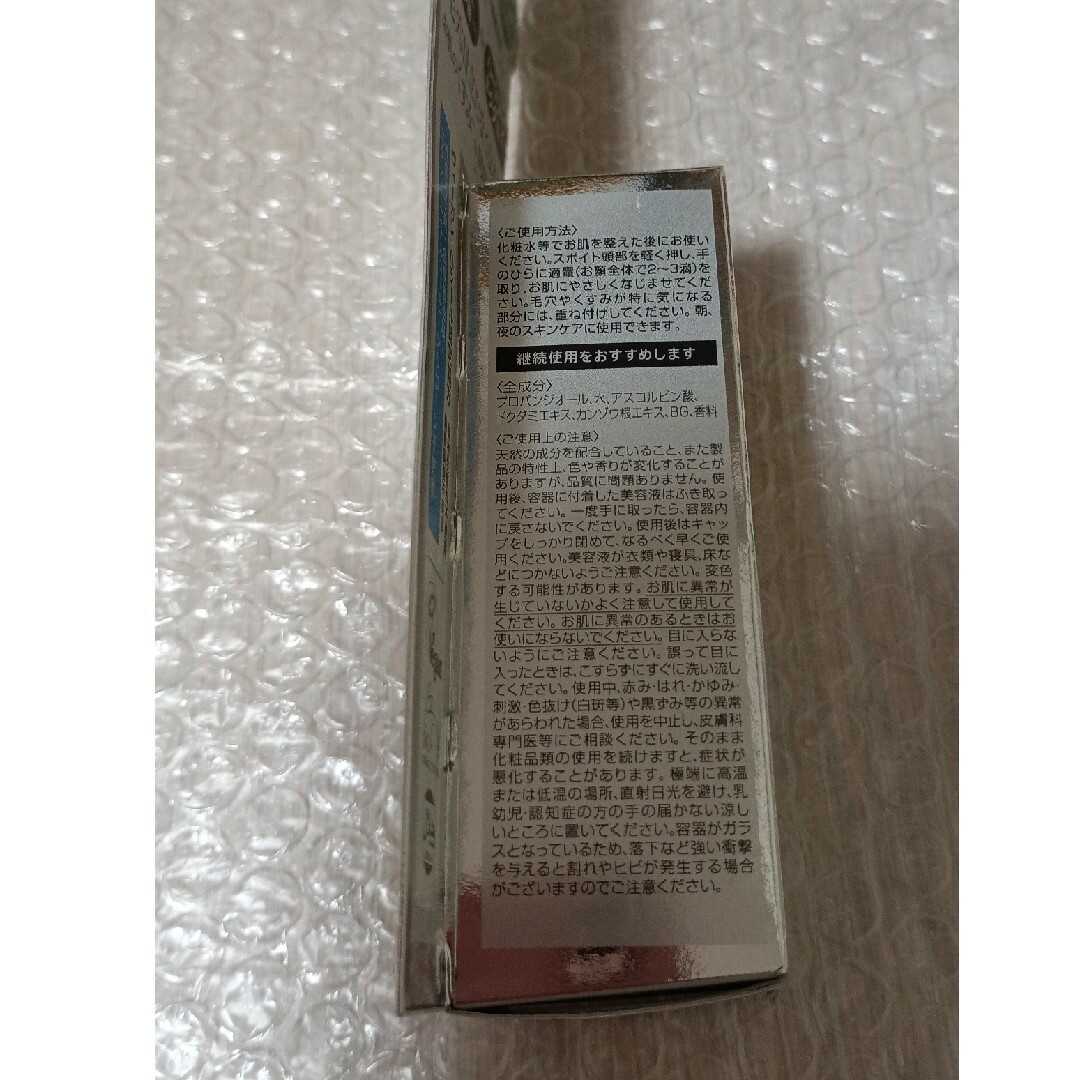 〈ご使用方法〉
化粧水等でお肌を整えた後にお使い
ください。スポイト頭部を軽く押し、手
のひらに適量(お顔全体で2〜3滴)を
取り、お肌にやさしくなじませてくだ
さい。毛穴やくすみが特に気になる
部分には、重ね付けしてください。朝、
夜のスキンケアに使用できます。
継続使用をおすすめします
〈全成分〉
プロパンジオール、水、アスコルビン酸、
ドクダミエキス、カンゾウ根エキス、BG、香料
〈ご使用上の注意〉
天然の成分を配合していること、また製
品の特性上、色や香りが変化することが
ありますが、品質に問題ありません。使
用後、容器に付着した美容液はふき取っ
てください。一度手に取ったら、容器内
に戻さないでください。使用後はキャッ
プをしっかり閉めて、なるべく早くご使
用ください。美容液が衣類や寝具、床な
どにつかないようご注意ください。変色
する可能性があります。お肌に異常が
生じていないかよく注意して使用して
ください。お肌に異常のあるときはお
使いにならないでください。目に入らな
いようにご注意ください。誤って目に
入ったときは、こすらずにすぐに洗い流し
てください。使用中、赤み・はれ・かゆみ・
刺激・色抜け(白斑等)や黒ずみ等の異常
があらわれた場合、使用を中止し、皮膚科
専門医等にご相談ください。そのまま
化粧品類の使用を続けますと、症状が
悪化することがあります。極端に高温
または低温の場所、直射日光を避け、乳
幼児・認知症の方の手の届かない涼し
いところに置いてください。容器がガラ
スとなっているため、落下など強い衝撃
を与えると割れやヒビが発生する場合
がございますのでご注意ください。